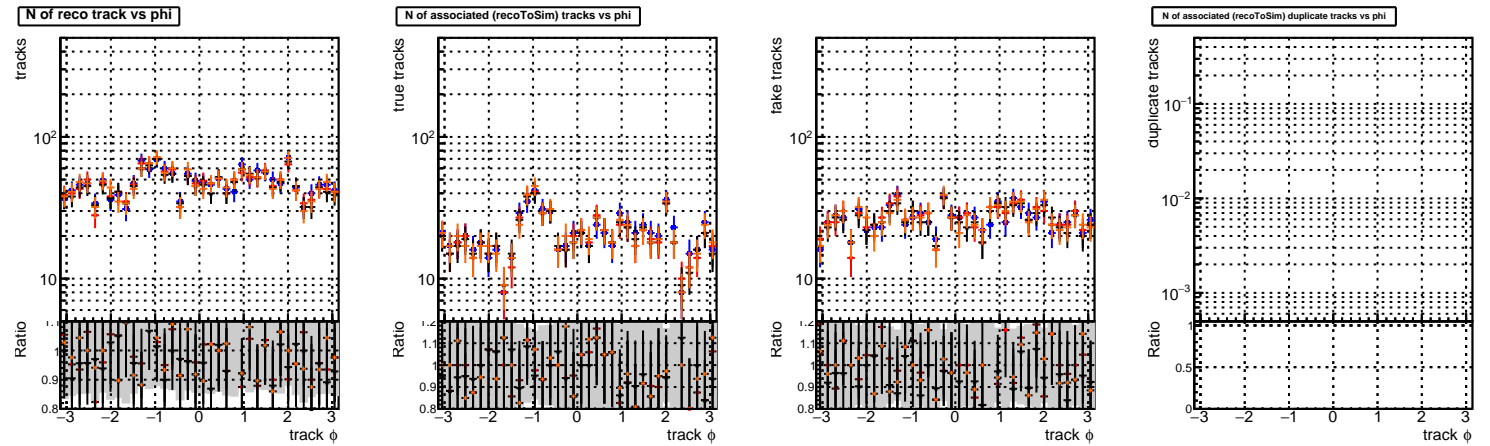 N of reco track vs phi
tracks
10²
10
Ratio
1.1
1
0.9
0.8
−3 −2 −1 0 1 2 3
track ϕ
N of associated (recoToSim) tracks vs phi
true tracks
10²
10
Ratio
1.2
1.1
1
0.9
0.8
−3 −2 −1 0 1 2 3
track ϕ
fake tracks
10²
10
Ratio
1.2
1.1
1
0.9
0.8
−3 −2 −1 0 1 2 3
track ϕ
N of associated (recoToSim) duplicate tracks vs phi
duplicate tracks
10⁻¹
10⁻²
10⁻³
Ratio
1
0.5
0
−3 −2 −1 0 1 2 3
track ϕ